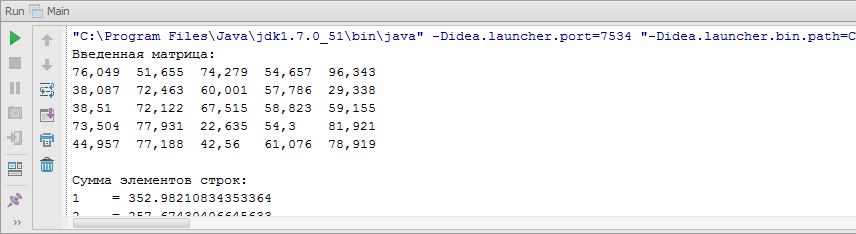 Run Main
"C:\Program Files\Java\jdk1.7.0_51\bin\java" -Didea.launcher.port=7534 "-Didea.launcher.bin.path=C
Введенная матрица:
76,049 51,655 74,279 54,657 96,343
38,087 72,463 60,001 57,786 29,338
38,51 72,122 67,515 58,823 59,155
73,504 77,931 22,635 54,3 81,921
44,957 77,188 42,56 61,076 78,919
Сумма элементов строк:
1 = 352.98210834353364
2 = 257.67430406645633